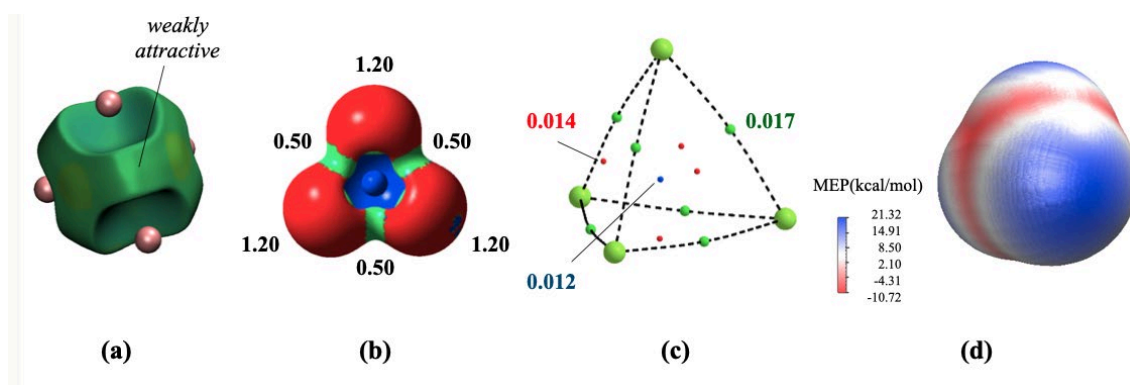 weakly
attractive
1.20
0.50
0.50
1.20
1.20
0.50
0.014
0.017
0.012
MEP(kcal/mol)
21.32
14.91
8.50
2.10
-4.31
-10.72
(a)
(b)
(c)
(d)